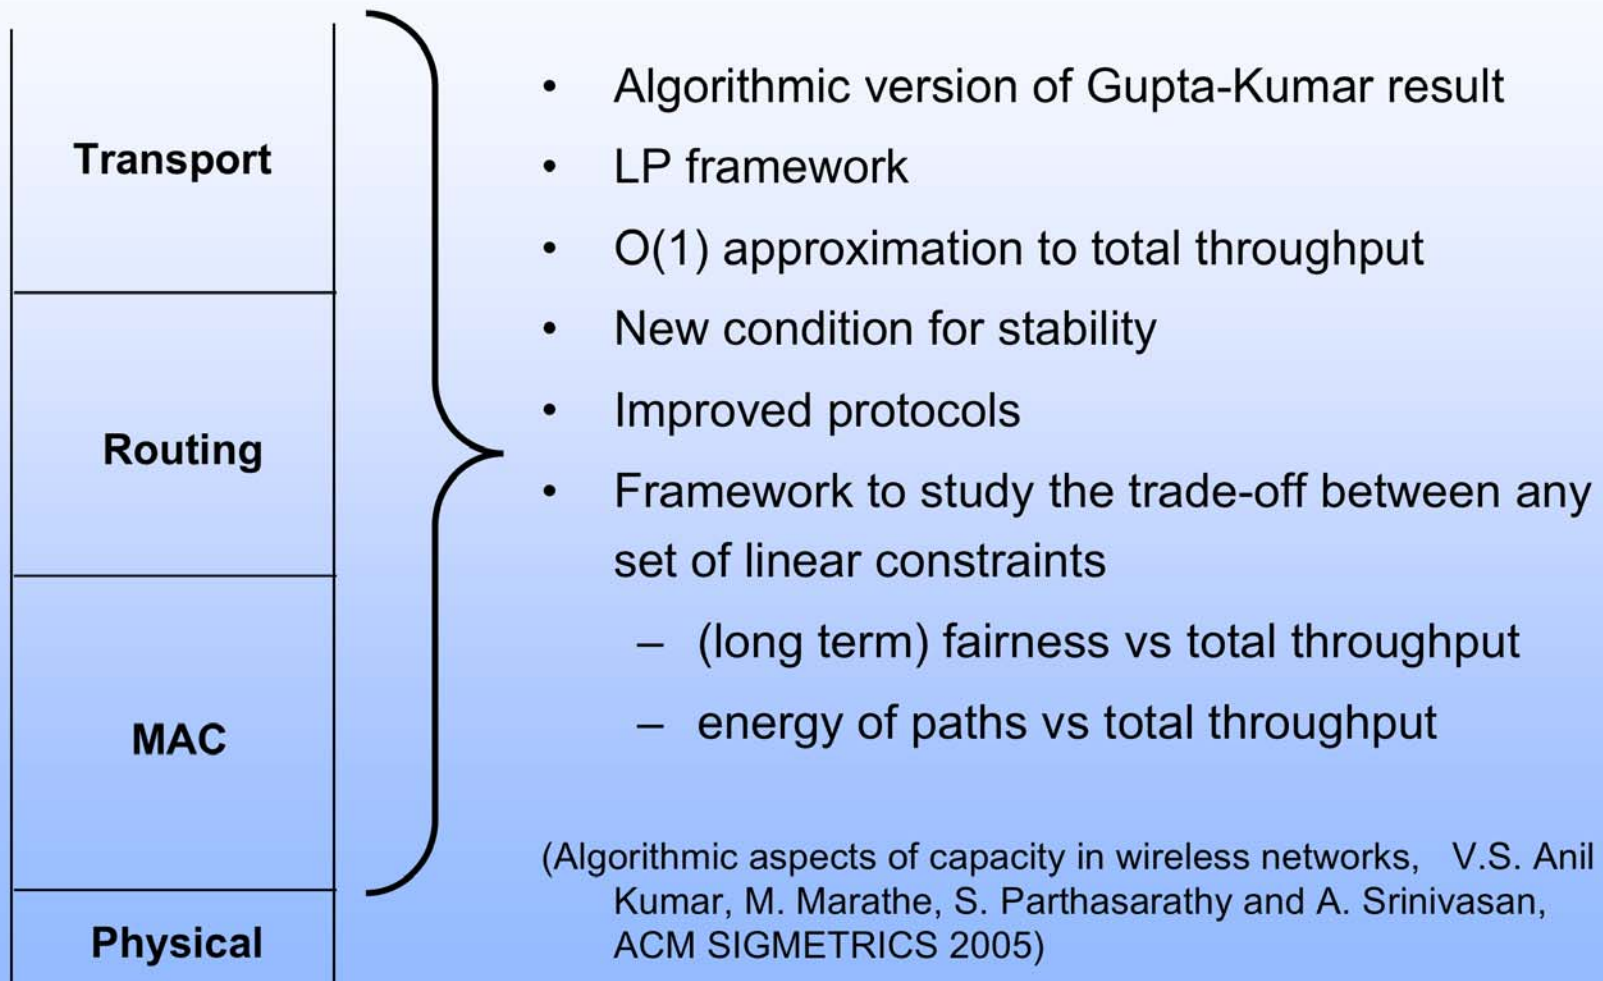 Transport
Routing
MAC
Physical
• Algorithmic version of Gupta-Kumar result
• LP framework
• O(1) approximation to total throughput
• New condition for stability
• Improved protocols
• Framework to study the trade-off between any
set of linear constraints
– (long term) fairness vs total throughput
– energy of paths vs total throughput
(Algorithmic aspects of capacity in wireless networks, V.S. Anil
Kumar, M. Marathe, S. Parthasarathy and A. Srinivasan,
ACM SIGMETRICS 2005)